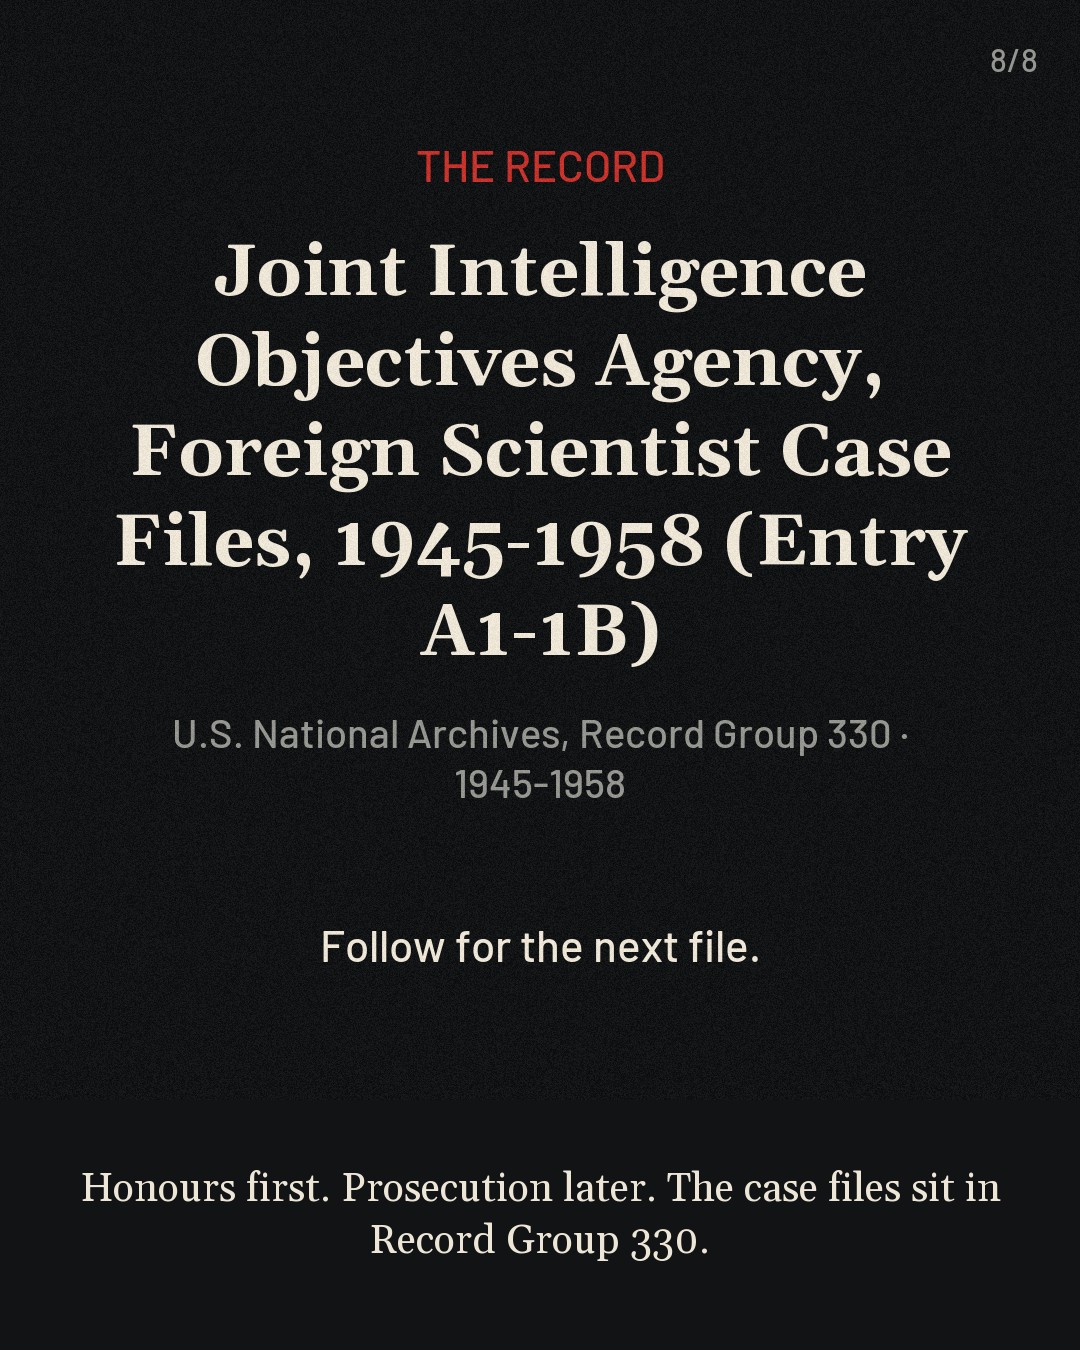 8/8
THE RECORD
Joint Intelligence
Objectives Agency,
Foreign Scientist Case
Files, 1945-1958 (Entry
A1-1B)
U.S. National Archives, Record Group 330 ·
1945-1958
Follow for the next file.
Honours first. Prosecution later. The case files sit in
Record Group 330.